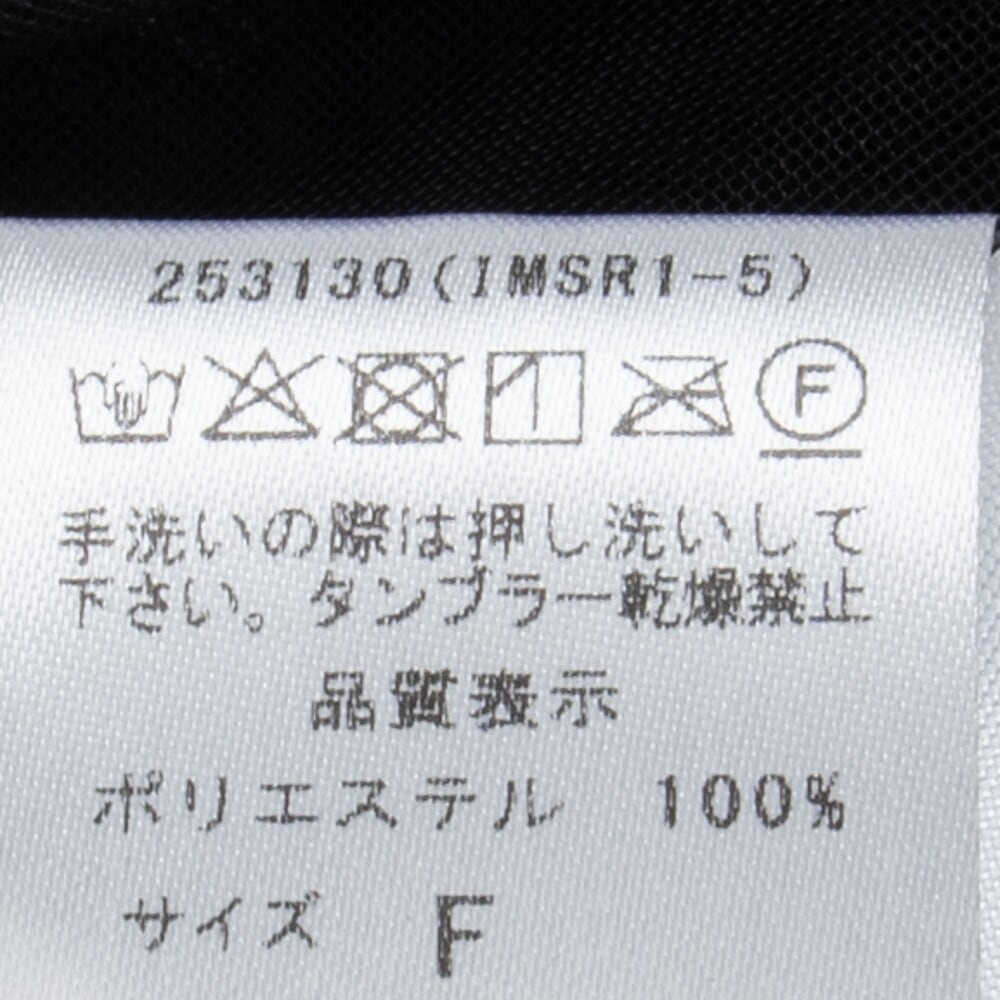 253130(IMSR1-5)
F
手洗いの際は押し洗いして
下さい。タンブラー乾燥禁止
品質表示
ポリエステル 100%
サイズ F